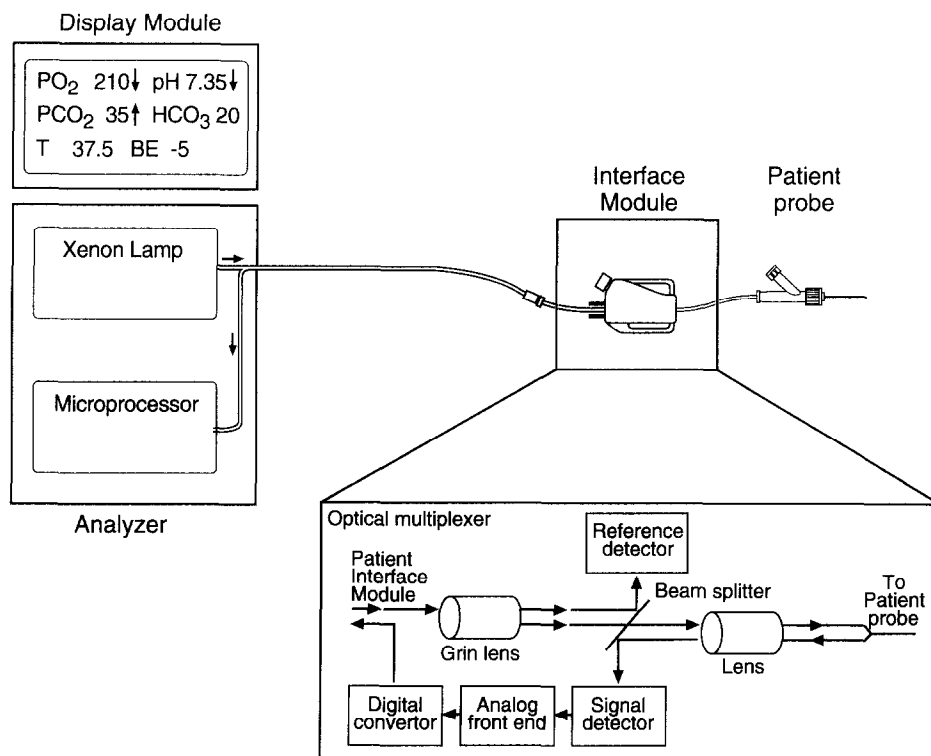 Display Module
PO2 210↓ pH 7.35↓
PCO2 35↑ HCO3 20
T 37.5 BE -5
Xenon Lamp
Microprocessor
Analyzer
Interface
Module
Patient
probe
Optical multiplexer
Patient
Interface
Module
Grin lens
Reference
detector
Beam splitter
Lens
To
Patient
probe
Digital
convertor
Analog
front end
Signal
detector